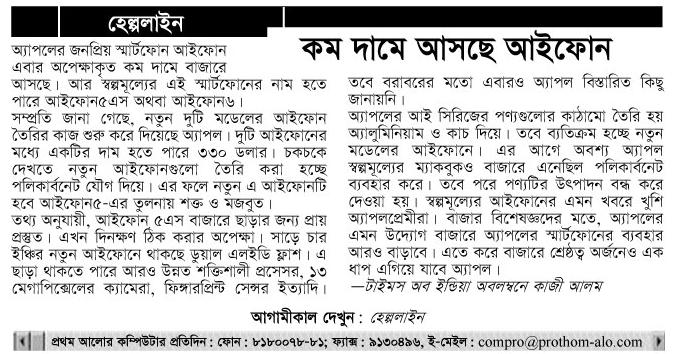 হেল্পলাইন
কম দামে আসছে আইফোন
অ্যাপলের জনপ্রিয় স্মার্টফোন আইফোন
এবার অপেক্ষাকৃত কম দামে বাজারে
আসছে। আর স্বল্পমূল্যের এই স্মার্টফোনের নাম হতে
পারে আইফোন৫এস অথবা আইফোন৬।
সম্প্রতি জানা গেছে, নতুন দুটি মডেলের আইফোন
তৈরির কাজ শুরু করে দিয়েছে অ্যাপল। দুটি আইফোনের
মধ্যে একটির দাম হতে পারে ৩৩০ ডলার। চকচকে
দেখতে নতুন আইফোনগুলো তৈরি করা হচ্ছে
পলিকার্বনেট যৌগ দিয়ে। এর ফলে নতুন এ আইফোনটি
হবে আইফোন৫-এর তুলনায় শক্ত ও মজবুত।
তথ্য অনুযায়ী, আইফোন ৫এস বাজারে ছাড়ার জন্য প্রায়
প্রস্তুত। এখন দিনক্ষণ ঠিক করার অপেক্ষা। সাড়ে চার
ইঞ্চির নতুন আইফোনে থাকছে ডুয়াল এলইডি ফ্লাশ। এ
ছাড়া থাকতে পারে আরও উন্নত শক্তিশালী প্রসেসর, ১৩
মেগাপিক্সেলের ক্যামেরা, ফিঙ্গারপ্রিন্ট সেন্সর ইত্যাদি।
তবে বরাবরের মতো এবারও অ্যাপল বিস্তারিত কিছু
জানায়নি।
অ্যাপলের আই সিরিজের পণ্যগুলোর কাঠামো তৈরি হয়
অ্যালুমিনিয়াম ও কাচ দিয়ে। তবে ব্যতিক্রম হচ্ছে নতুন
মডেলের আইফোনে। এর আগে অবশ্য অ্যাপল
স্বল্পমূল্যের ম্যাকবুকও বাজারে এনেছিল পলিকার্বনেট
ব্যবহার করে। তবে পরে পণ্যটির উৎপাদন বন্ধ করে
দেওয়া হয়। স্বল্পমূল্যের আইফোনের এমন খবরে খুশি
অ্যাপলপ্রেমীরা। বাজার বিশেষজ্ঞদের মতে, অ্যাপলের
এমন উদ্যোগ বাজারে অ্যাপলের স্মার্টফোনের ব্যবহার
আরও বাড়াবে। এতে করে বাজারে শ্রেষ্ঠত্ব অর্জনেও এক
ধাপ এগিয়ে যাবে অ্যাপল।
—টাইমস অব ইন্ডিয়া অবলম্বনে কাজী আলম
আগামীকাল দেখুন : হেল্পলাইন
প্রথম আলোর কম্পিউটার প্রতিদিন : ফোন : ৮১৮০০৭৮-৮১; ফ্যাক্স : ৯১৩০৪৯৬, ই-মেইল : compro@prothom-alo.com